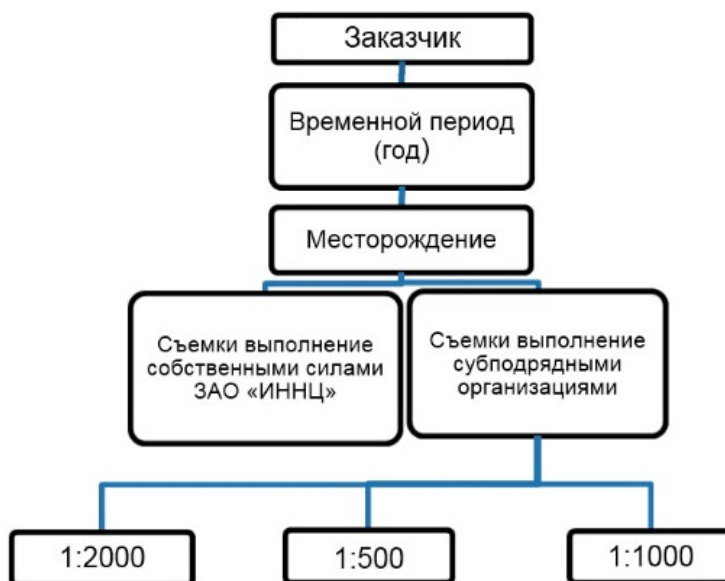 Заказчик
Временной период
(год)
Месторождение
Съемки выполнение
собственными силами
ЗАО «ИННЦ»
Съемки выполнение
субподрядными
организациями
1:2000
1:500
1:1000